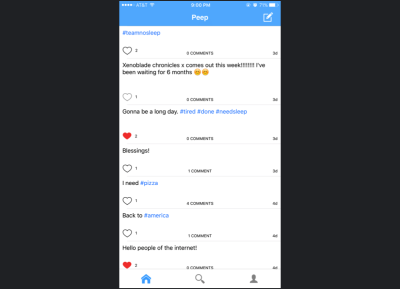 AT&T 9:00 PM 71%
Peep
#teamnosleep
2 0 COMMENTS 3d
Xenoblade chronicles x comes out this week!!!!!!!!! I've
been waiting for 6 months 😊😊
1 0 COMMENTS 3d
Gonna be a long day. #tired #done #needsleep
2 0 COMMENTS 3d
Blessings!
1 1 COMMENT 3d
I need #pizza
1 4 COMMENTS 4d
Back to #america
1 1 COMMENT 4d
Hello people of the internet!
2 0 COMMENTS 4d